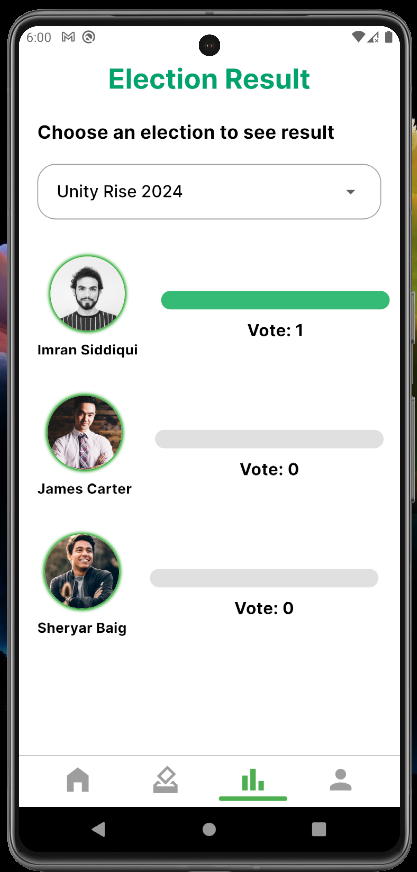 6:00
Election Result
Choose an election to see result
Unity Rise 2024
Vote: 1
Imran Siddiqui
Vote: 0
James Carter
Vote: 0
Sheryar Baig